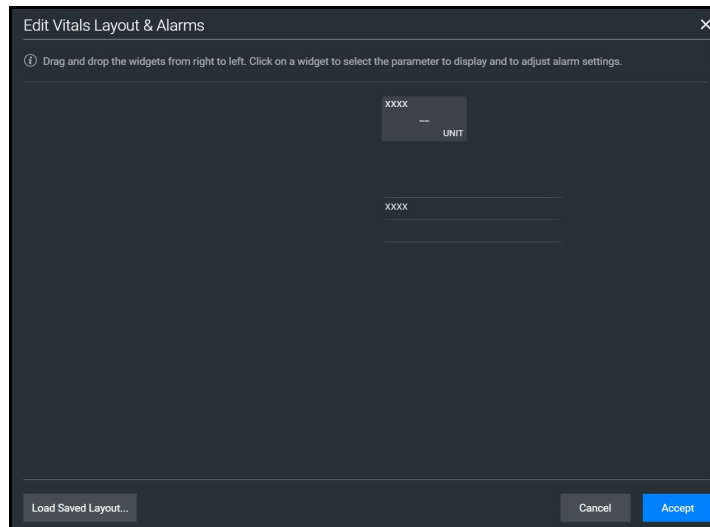 Edit Vitals Layout & Alarms
Drag and drop the widgets from right to left. Click on a widget to select the parameter to display and to adjust alarm settings.
XXXX
--
UNIT
XXXX
Load Saved Layout...
Cancel
Accept